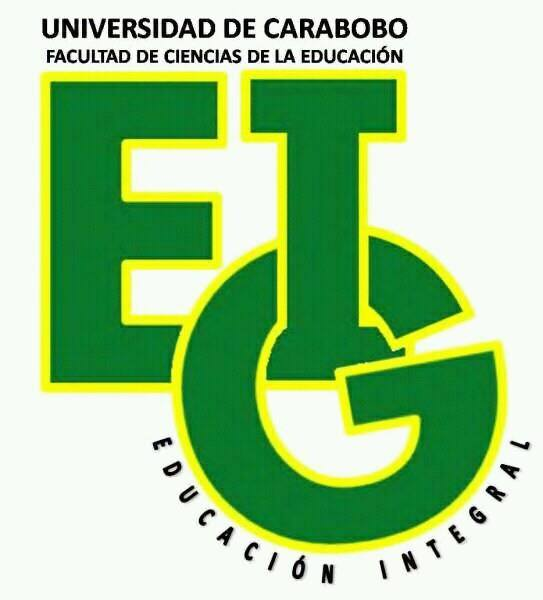 UNIVERSIDAD DE CARABOBO
FACULTAD DE CIENCIAS DE LA EDUCACIÓN
EIG
EDUCACIÓN INTEGRAL